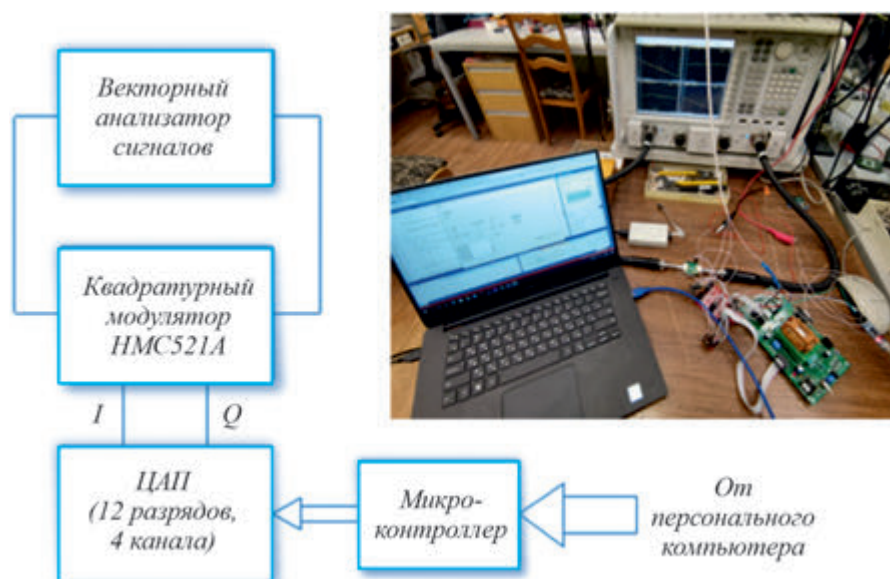 Векторный
анализатор
сигналов
Квадратурный
модулятор
HMC521A
I
Q
ЦАП
(12 разрядов,
4 канала)
Микро-
контроллер
От
персонального
компьютера